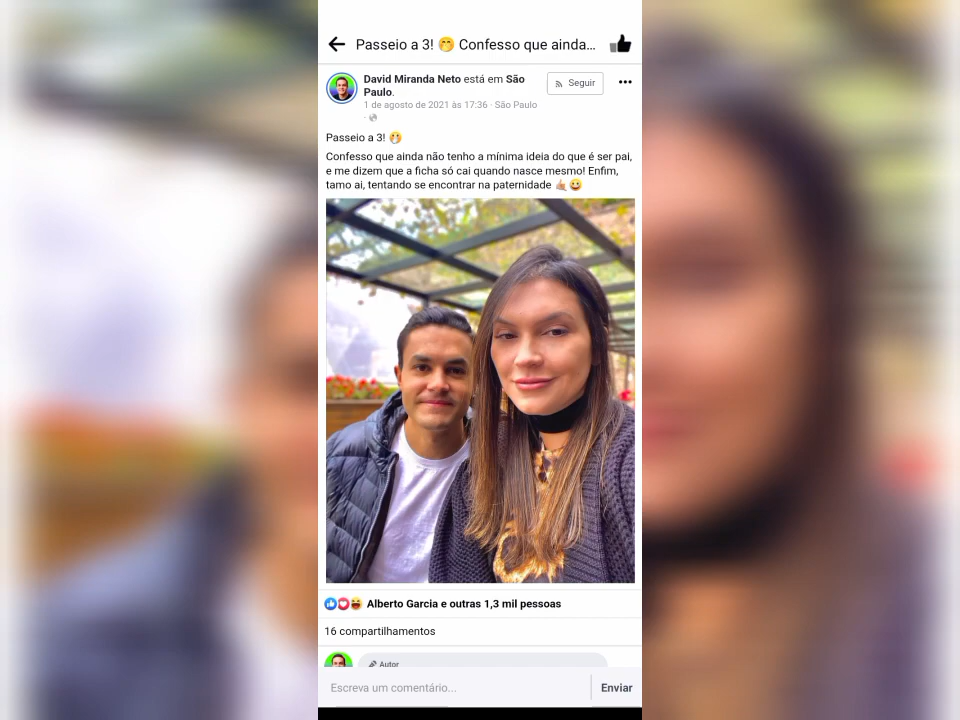 Passeio a 3! 🤭 Confesso que ainda...
David Miranda Neto está em São
Paulo.
Seguir
1 de agosto de 2021 às 17:36 · São Paulo
Passeio a 3! 🤭
Confesso que ainda não tenho a mínima ideia do que é ser pai,
e me dizem que a ficha só cai quando nasce mesmo! Enfim,
tamo ai, tentando se encontrar na paternidade 🤙🏼😀
Alberto Garcia e outras 1,3 mil pessoas
16 compartilhamentos
Autor
Escreva um comentário...
Enviar